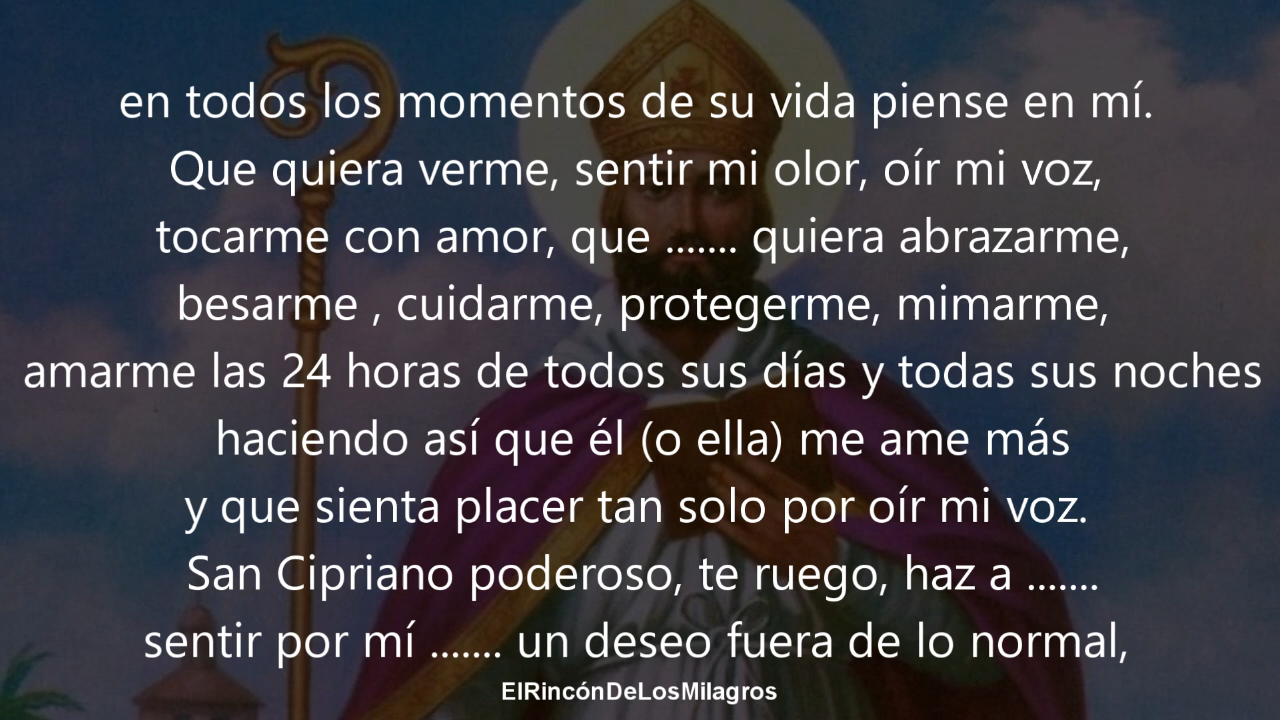 en todos los momentos de su vida piense en mí.
Que quiera verme, sentir mi olor, oír mi voz,
tocarme con amor, que ....... quiera abrazarme,
besarme , cuidarme, protegerme, mimarme,
amarme las 24 horas de todos sus días y todas sus noches
haciendo así que él (o ella) me ame más
y que sienta placer tan solo por oír mi voz.
San Cipriano poderoso, te ruego, haz a .......
sentir por mí ....... un deseo fuera de lo normal,
ElRincónDeLosMilagros